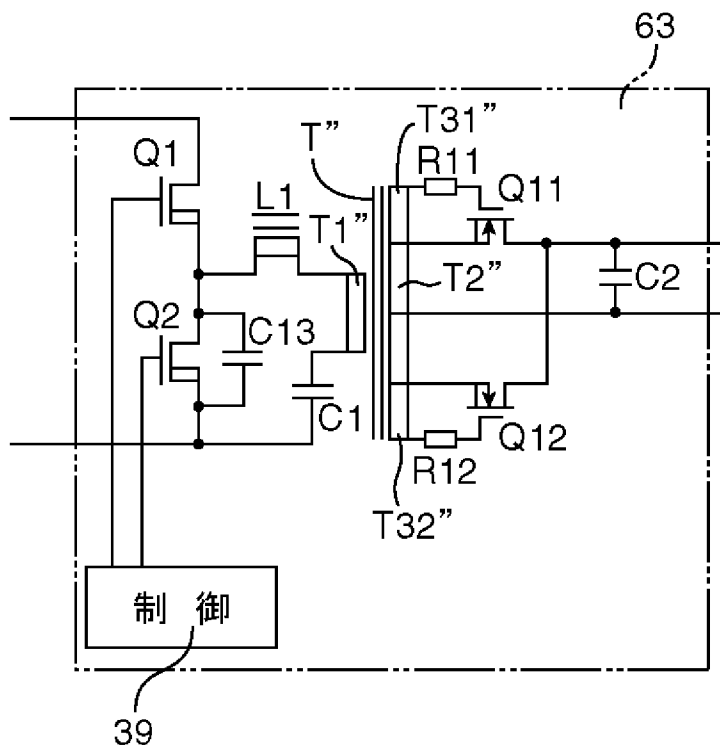 63
T31”
T”
R11
Q1
Q11
L1
T1”
T2”
C2
Q2
C13
C1
Q12
R12
T32”
制 御
39